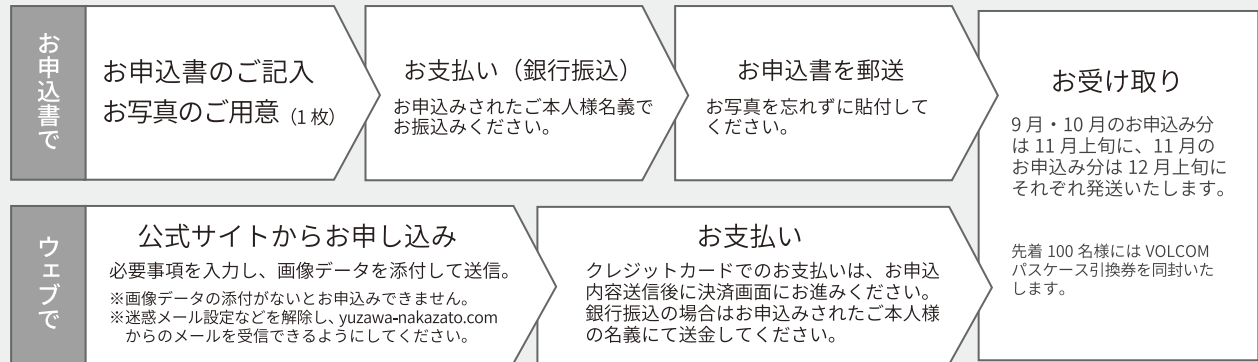 お申込書で
お申込書のご記入
お写真のご用意（1枚）
お支払い（銀行振込）
お申込みされたご本人様名義で
お振込みください。
お申込書を郵送
お写真を忘れずに貼付して
ください。
ウェブで
公式サイトからお申し込み
必要事項を入力し、画像データを添付して送信。
※画像データの添付がないとお申込みできません。
※迷惑メール設定などを解除し、yuzawa-nakazato.com
からのメールを受信できるようにしてください。
お支払い
クレジットカードでのお支払いは、お申込
内容送信後に決済画面にお進みください。
銀行振込の場合はお申込みされたご本人様
の名義にて送金してください。
お受け取り
9月・10月のお申込み分
は11月上旬に、11月の
お申込み分は12月上旬に
それぞれ発送いたします。
先着100名様にはVOLCOM
パスケース引換券を同封いた
します。